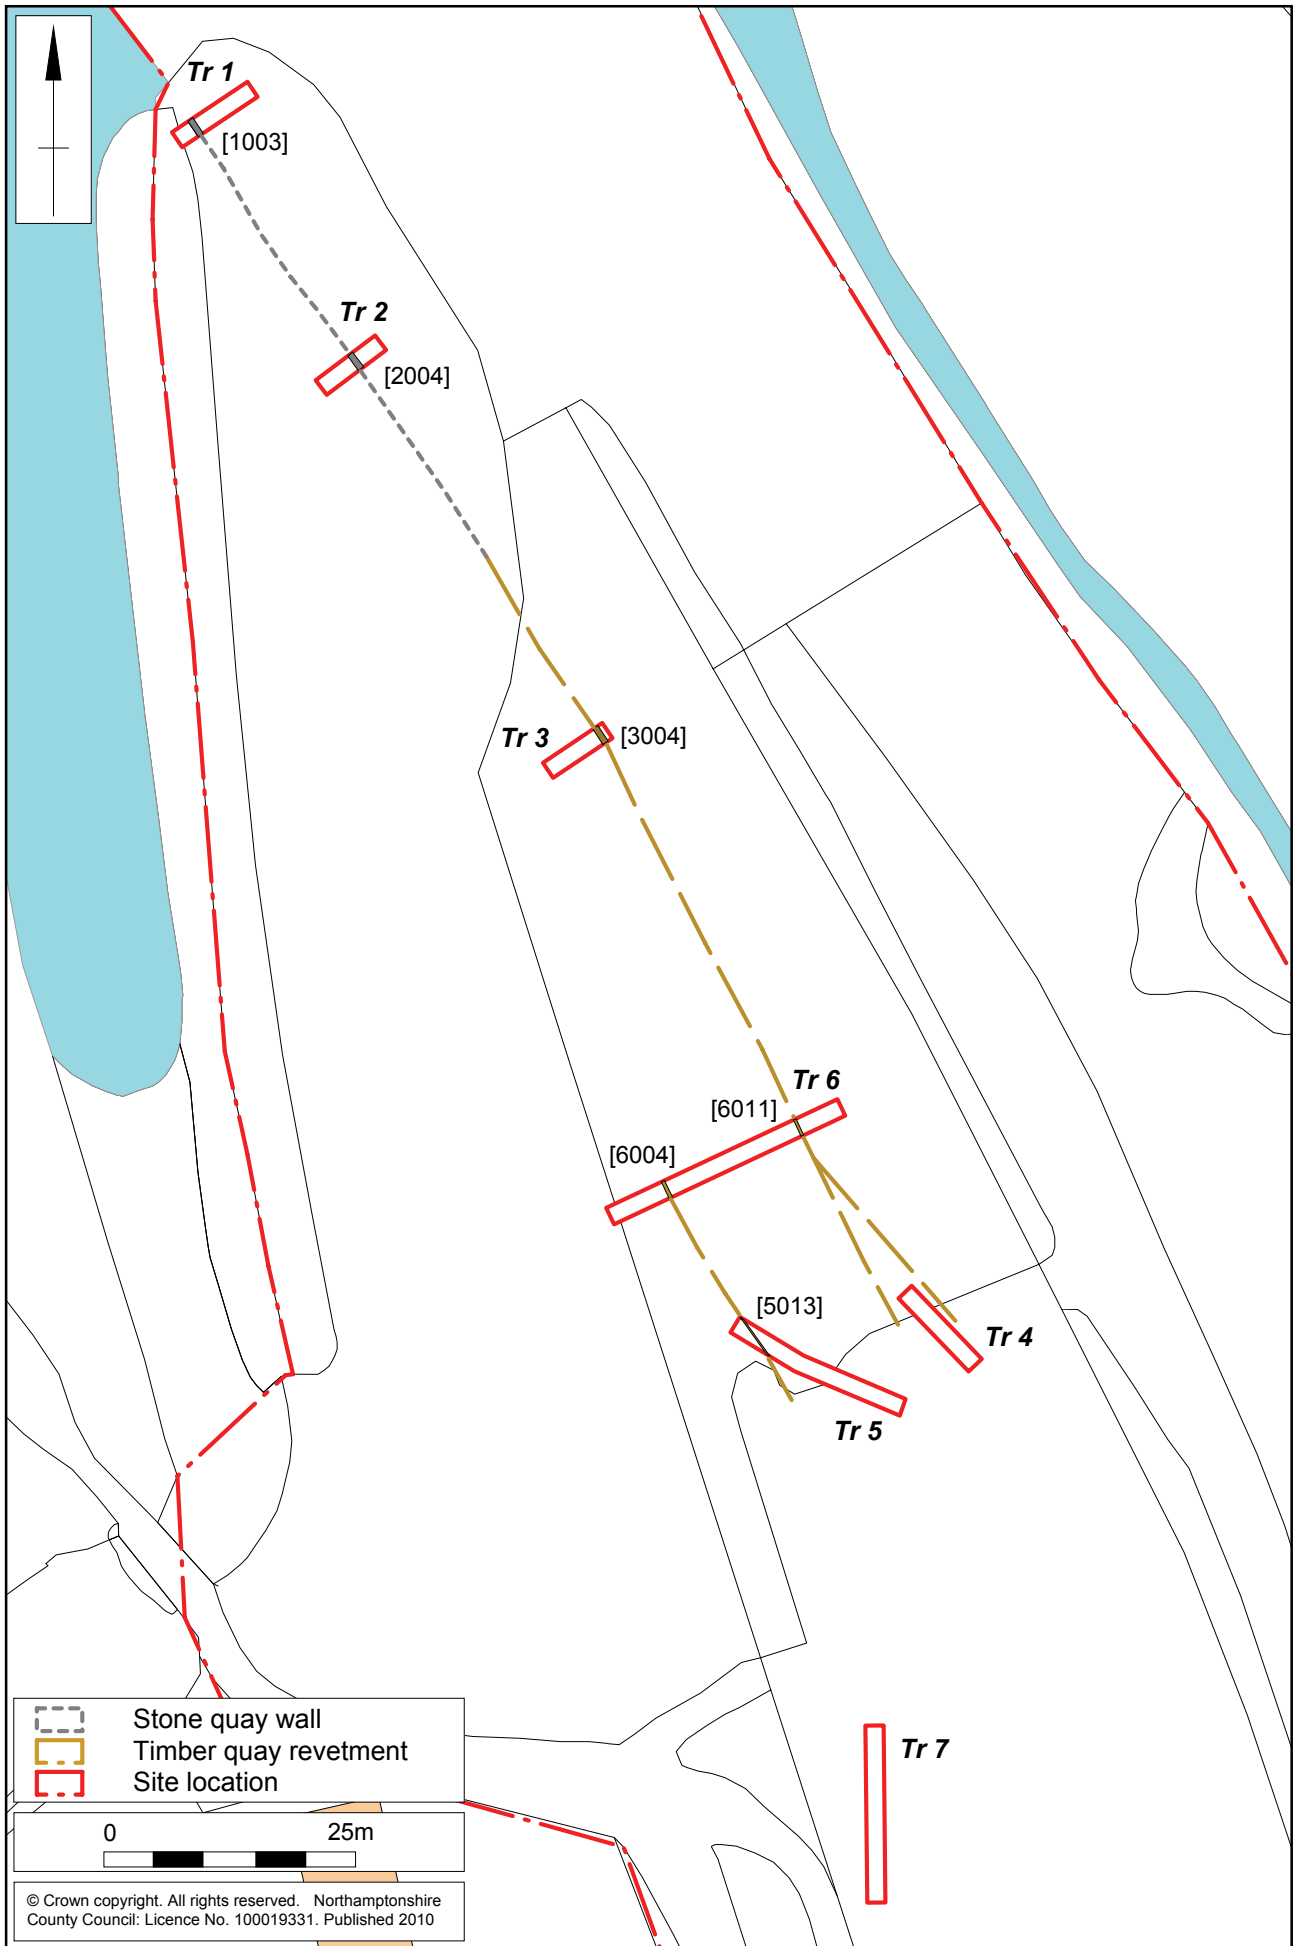 Tr 1
[1003]
Tr 2
[2004]
Tr 3
[3004]
Tr 6
[6011]
[6004]
[5013]
Tr 4
Tr 5
Tr 7
Stone quay wall
Timber quay revetment
Site location
0 25m
© Crown copyright. All rights reserved. Northamptonshire
County Council: Licence No. 100019331. Published 2010